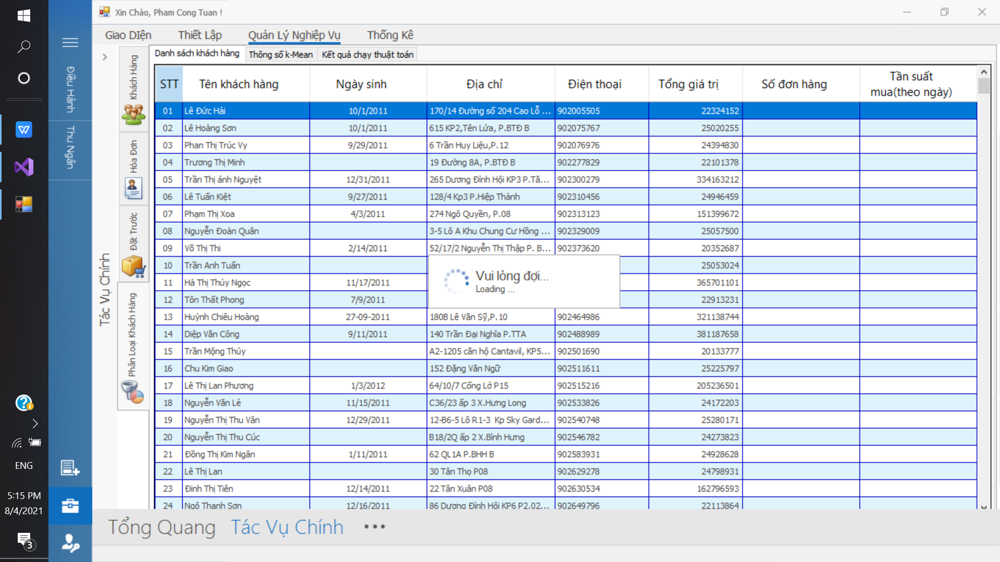 Xin Chào, Pham Cong Tuan !
Giao DIện Thiết Lập Quản Lý Nghiệp Vụ Thống Kê
Điều Hành
Thu Ngân
Tác Vụ Chính
Khách Hàng
Hóa Đơn
Đặt Trước
Phân Loại Khách Hàng
Danh sách khách hàng Thông số k-Mean Kết quả chạy thuật toán
STT Tên khách hàng Ngày sinh Địa chỉ Điện thoại Tổng giá trị Số đơn hàng Tần suất mua(theo ngày)
01 Lê Đức Hải 10/1/2011 170/14 Đường số 204 Cao Lỗ ... 902005505 22324152
02 Lê Hoàng Sơn 10/1/2011 615 KP2,Tên Lửa, P.BTĐ B 902075767 25020255
03 Phan Thị Trúc Vy 9/29/2011 6 Trần Huy Liệu,P.12 902076976 24394830
04 Trương Thị Minh 19 Đường 8A, P.BTĐ B 902277829 22101378
05 Trần Thị ánh Nguyệt 12/31/2011 265 Dương Đình Hội KP3 P.Tă... 902300279 334163212
06 Lê Tuấn Kiệt 9/27/2011 128/4 Kp3 P.Hiệp Thành 902310456 24946459
07 Phạm Thị Xoa 4/3/2011 274 Ngô Quyền, P.08 902313123 151399672
08 Nguyễn Đoàn Quân 3-5 Lô A Khu Chung Cư Hồng ... 902329009 25057500
09 Võ Thị Thi 2/14/2011 52/17/2 Nguyễn Thị Thập P. B... 902373620 20352687
10 Trần Anh Tuấn 25053024
11 Hà Thị Thúy Ngọc 11/17/2011 365701101
12 Tôn Thất Phong 7/9/2011 22913231
Vui lòng đợi...
Loading ...
13 Huỳnh Chiêu Hoàng 27-09-2011 180B Lê Văn Sỹ,P.10 902464986 321138744
14 Diệp Văn Công 9/11/2011 140 Trần Đại Nghĩa P.TTA 902488989 381187658
15 Trần Mộng Thúy A2-1205 căn hộ Cantavil, KP5... 902501690 20133777
16 Chu Kim Giao 152 Đặng Văn Ngữ 902511611 25225797
17 Lê Thị Lan Phương 1/3/2012 64/10/7 Cống Lở P15 902515216 205236501
18 Nguyễn Văn Lẻ 11/15/2011 C36/23 ấp 3 X.Hưng Long 902533826 24172203
19 Nguyễn Thị Thu Vân 12/29/2011 12-B6-5 Lô R1-3 Kp Sky Gard... 902540748 25280171
20 Nguyễn Thị Thu Cúc B18/2Q ấp 2 X.Bình Hưng 902546782 24273823
21 Đồng Thị Kim Ngân 1/11/2011 62 QL1A P.BHH B 902583931 24928628
22 Lê Thị Lan 30 Tân Thọ P08 902629278 24798931
23 Đinh Thị Tiên 12/14/2011 22 Tân Xuân P08 902630534 162796593
24 Ngô Thanh Sơn 12/16/2011 86 Dương Đình Hội KP6 P2.02... 902649796 22113864
Tổng Quang Tác Vụ Chính •••
ENG
5:15 PM
8/4/2021
3